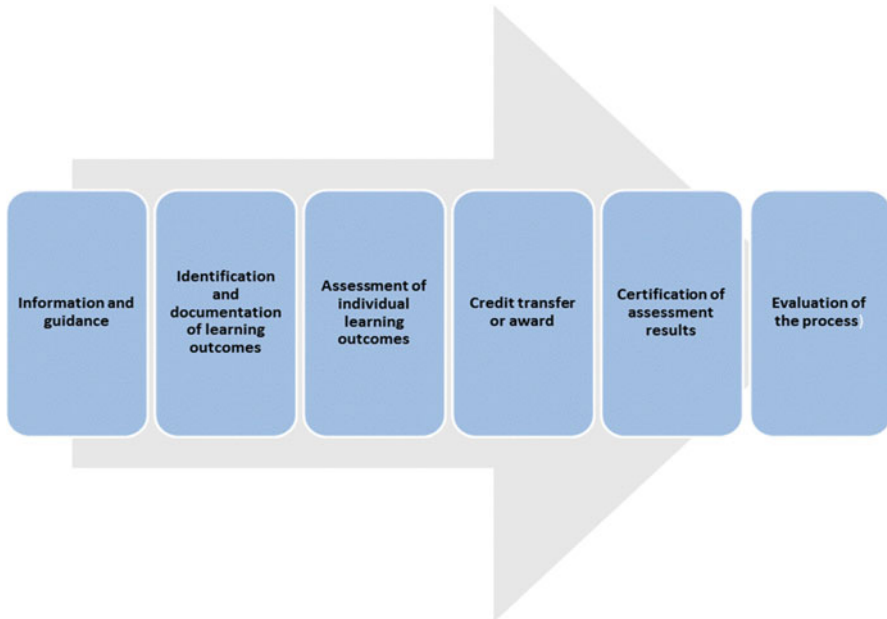 Information and
guidance
Identification
and
documentation
of learning
outcomes
Assessment of
individual
learning
outcomes
Credit transfer
or award
Certification of
assessment
results
Evaluation of
the process)